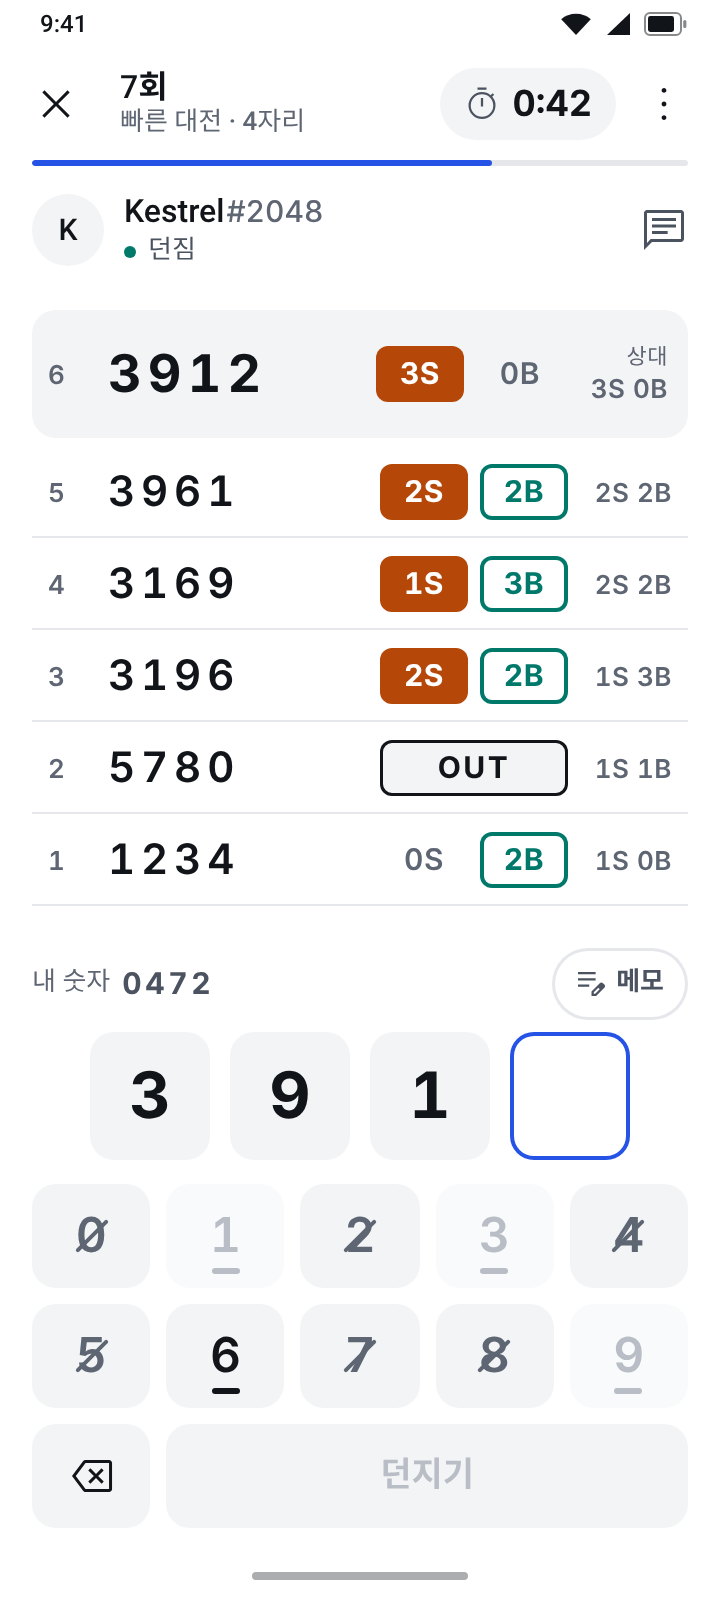 9:41
7회
빠른 대전 · 4자리
0:42
K
Kestrel#2048
던짐
6 3912 3S 0B 상대 3S 0B
5 3961 2S 2B 2S 2B
4 3169 1S 3B 2S 2B
3 3196 2S 2B 1S 3B
2 5780 OUT 1S 1B
1 1234 0S 2B 1S 0B
내 숫자 0472 메모
3 9 1
0 1 2 3 4
5 6 7 8 9
던지기